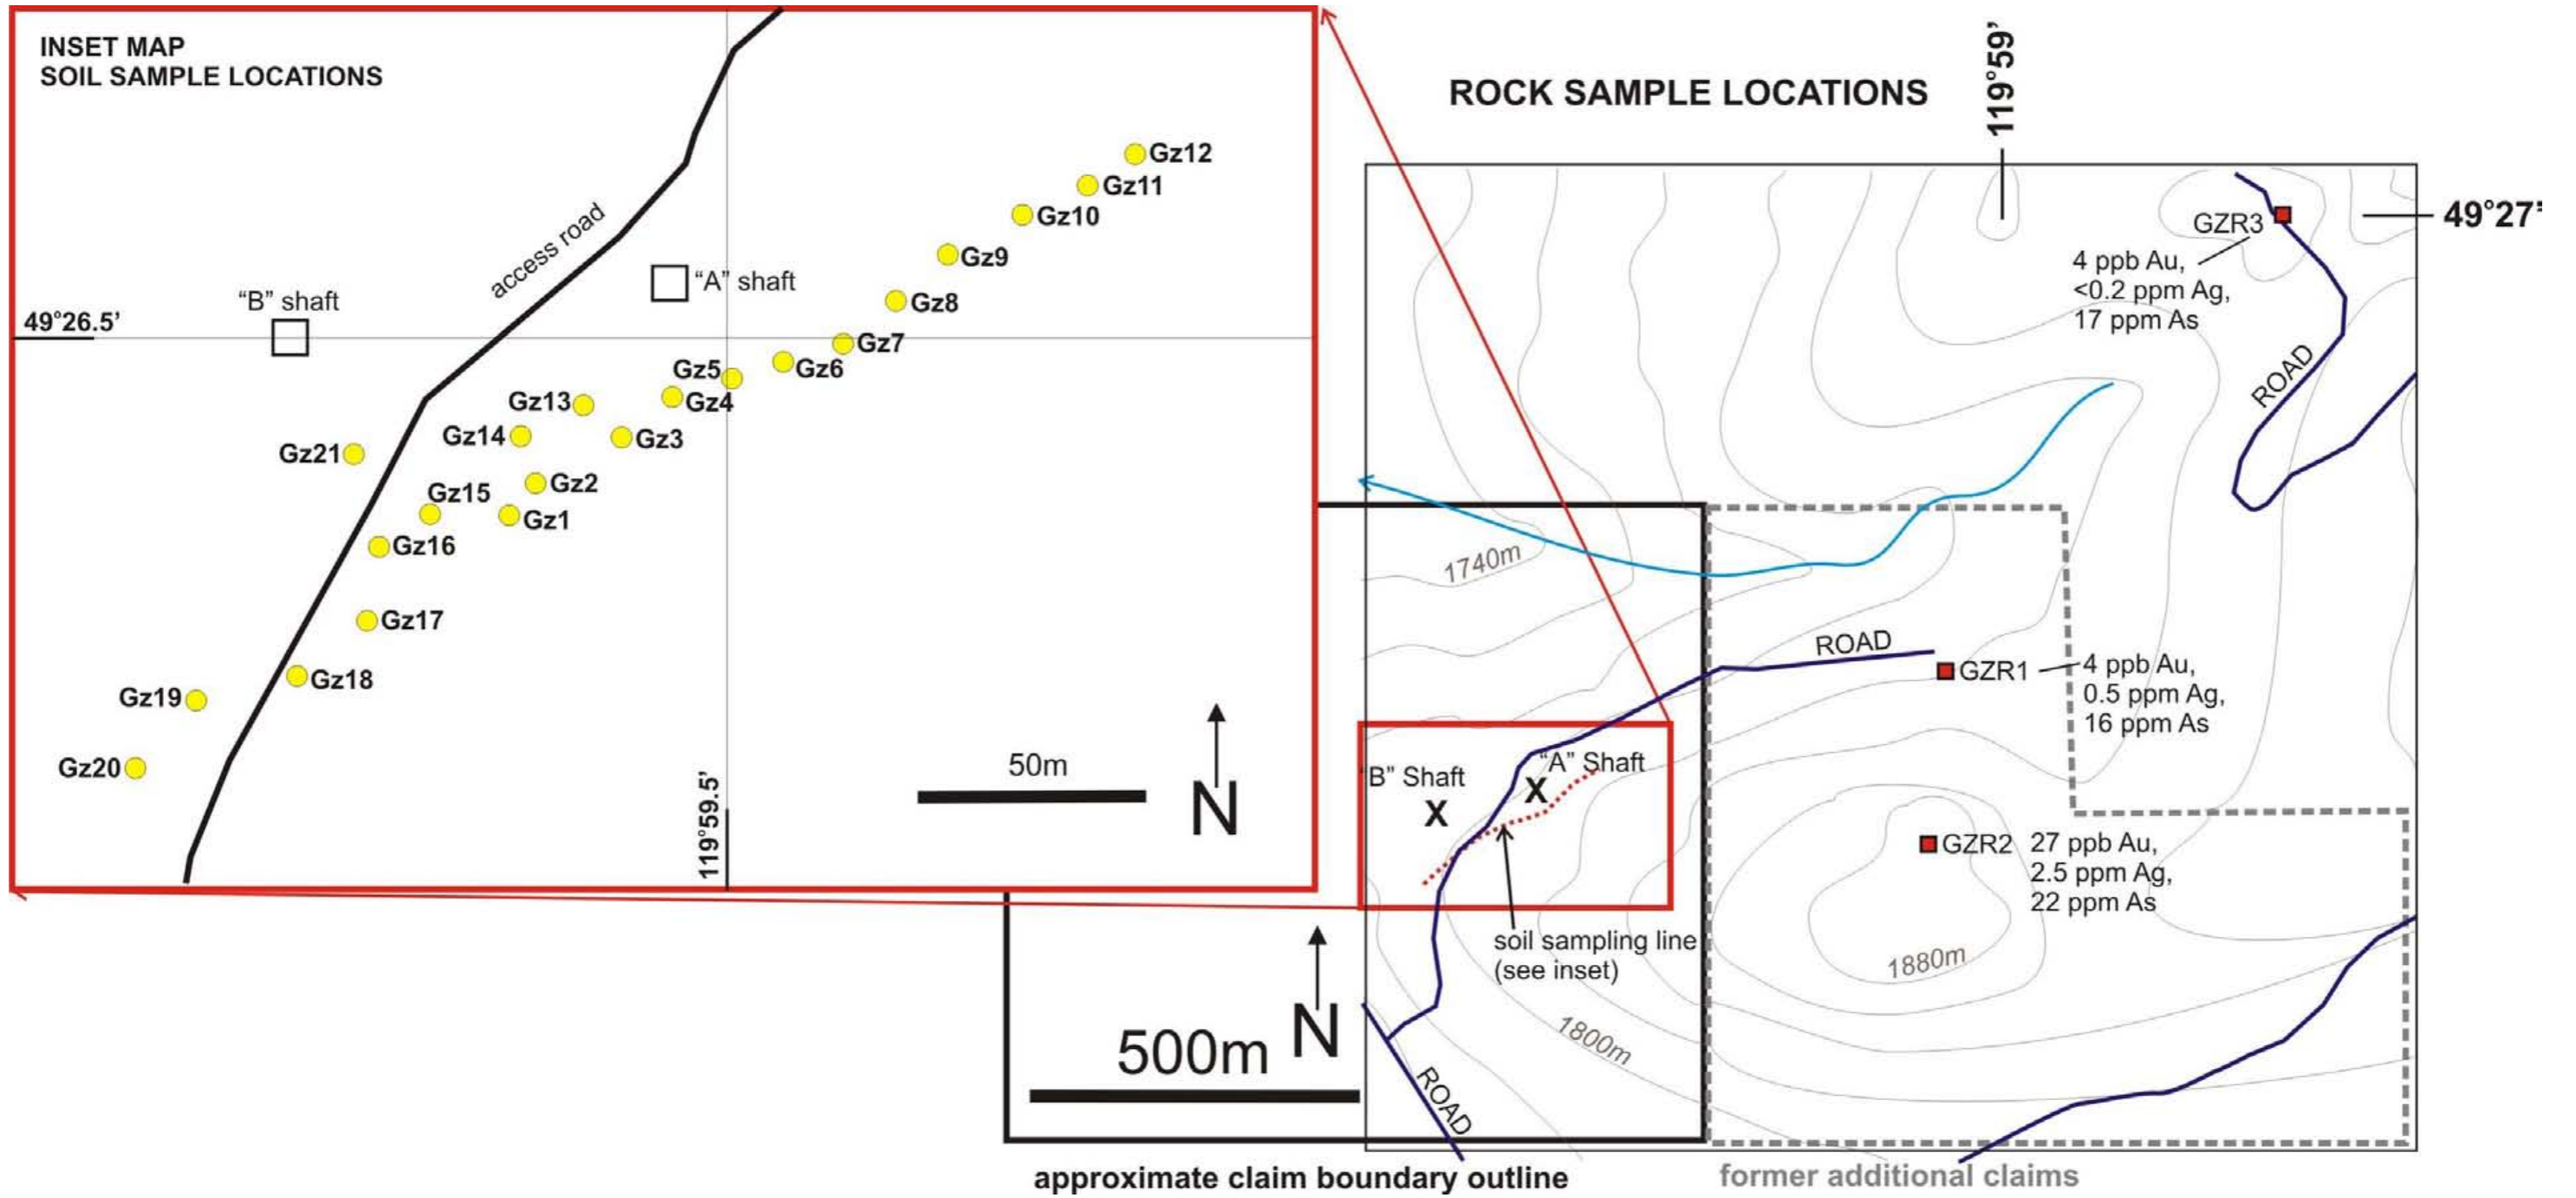 INSET MAP
SOIL SAMPLE LOCATIONS
access road
"B" shaft
"A" shaft
49°26.5'
119°59.5'
Gz12
Gz11
Gz10
Gz9
Gz8
Gz7
Gz6
Gz5
Gz4
Gz13
Gz14
Gz3
Gz21
Gz2
Gz15
Gz1
Gz16
Gz17
Gz18
Gz19
Gz20
50m
N
ROCK SAMPLE LOCATIONS
119°59'
49°27'
GZR3
4 ppb Au,
<0.2 ppm Ag,
17 ppm As
ROAD
1740m
ROAD
GZR1
4 ppb Au,
0.5 ppm Ag,
16 ppm As
"A" Shaft
"B" Shaft
X
X
GZR2
27 ppb Au,
2.5 ppm Ag,
22 ppm As
soil sampling line
(see inset)
1880m
1800m
ROAD
500m
N
approximate claim boundary outline
former additional claims